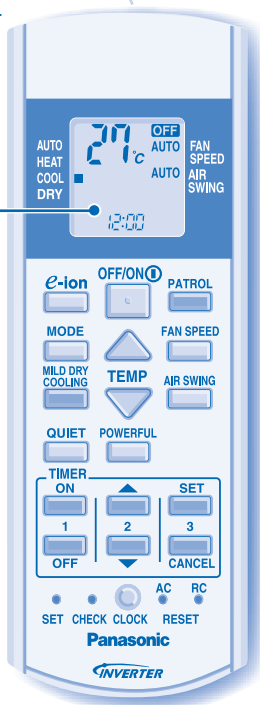 OFF
27°C AUTO FAN SPEED
AUTO
HEAT
COOL AUTO AIR SWING
DRY
12:00
e-ion OFF/ON PATROL
MODE FAN SPEED
MILD DRY COOLING TEMP AIR SWING
QUIET POWERFUL
TIMER
ON SET
1 2 3
OFF CANCEL
AC RC
SET CHECK CLOCK RESET
Panasonic
INVERTER